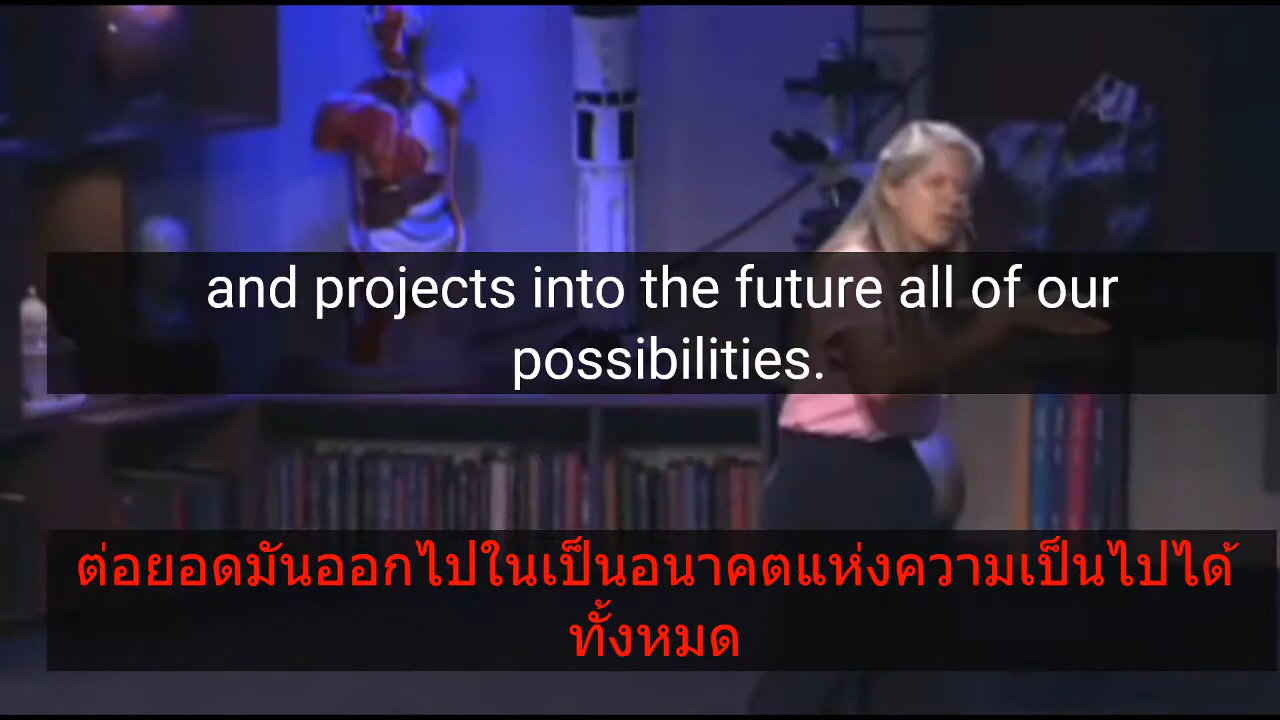 and projects into the future all of our
possibilities.
ต่อยอดมันออกไปในเป็นอนาคตแห่งความเป็นไปได้
ทั้งหมด